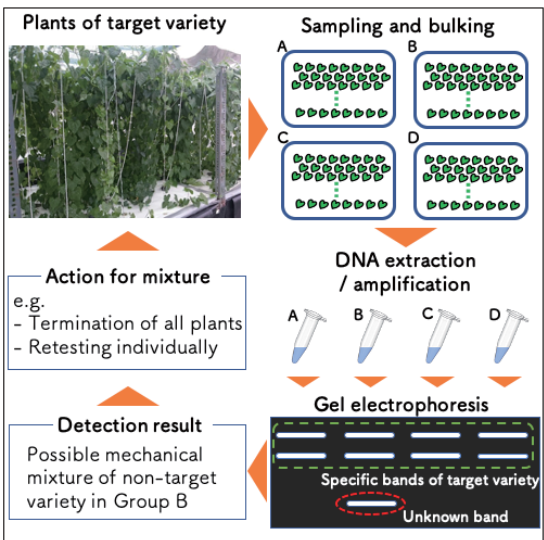 Plants of target variety
Sampling and bulking
A
B
C
D
DNA extraction
/ amplification
A
B
C
D
Gel electrophoresis
Specific bands of target variety
Unknown band
Detection result
Possible mechanical
mixture of non-target
variety in Group B
Action for mixture
e.g.
- Termination of all plants
- Retesting individually